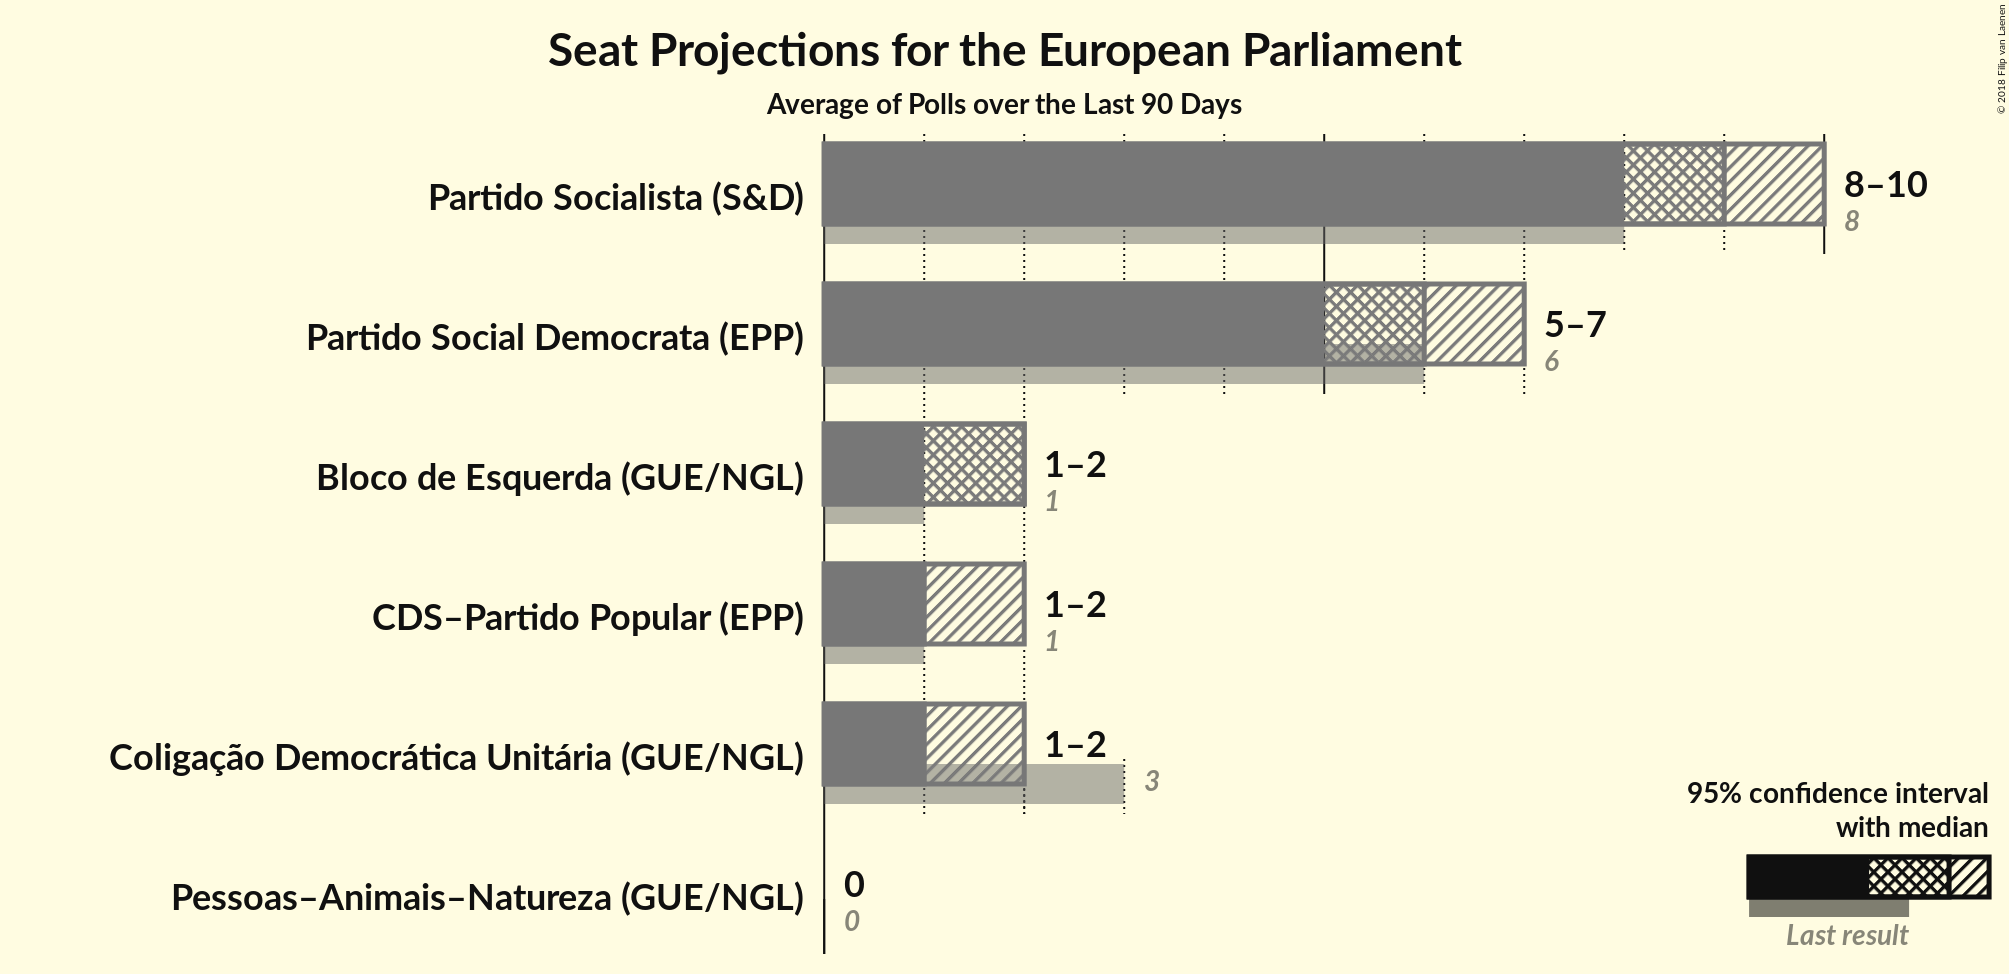 Seat Projections for the European Parliament
Average of Polls over the Last 90 Days
© 2018 Filip van Laenen
Partido Socialista (S&D)
8–10
8
Partido Social Democrata (EPP)
5–7
6
Bloco de Esquerda (GUE/NGL)
1–2
1
CDS–Partido Popular (EPP)
1–2
1
Coligação Democrática Unitária (GUE/NGL)
1–2
3
Pessoas–Animais–Natureza (GUE/NGL)
0
0
95% confidence interval
with median
Last result